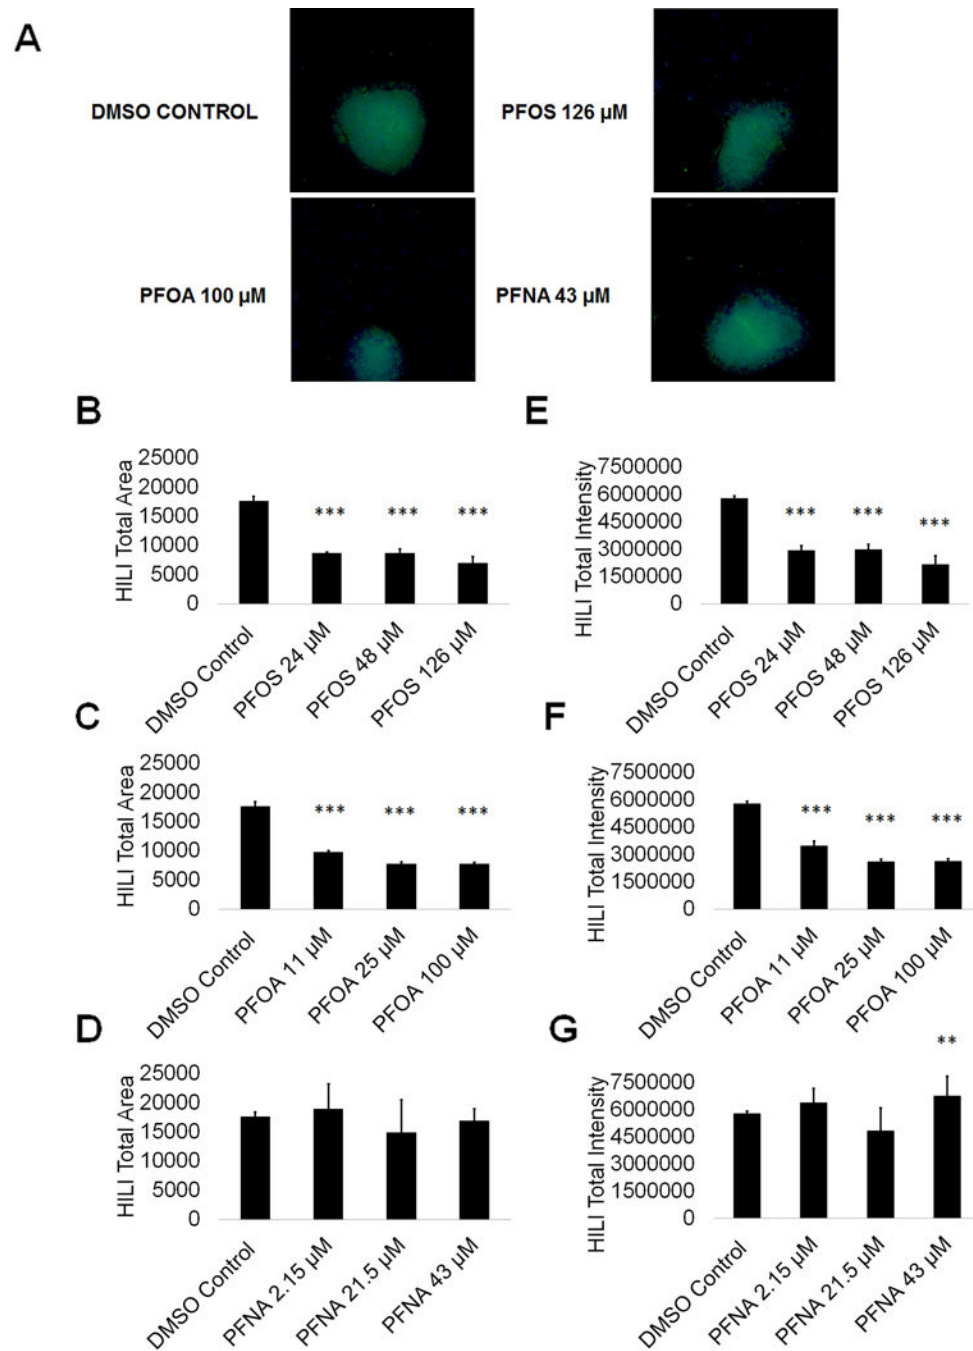 A
DMSO CONTROL
PFOS 126 µM
PFOA 100 µM
PFNA 43 µM
B
HILI Total Area
25000
20000
15000
10000
5000
0
***
***
***
DMSO Control
PFOS 24 µM
PFOS 48 µM
PFOS 126 µM
E
HILI Total Intensity
7500000
6000000
4500000
3000000
1500000
0
***
***
***
DMSO Control
PFOS 24 µM
PFOS 48 µM
PFOS 126 µM
C
HILI Total Area
25000
20000
15000
10000
5000
0
***
***
***
DMSO Control
PFOA 11 µM
PFOA 25 µM
PFOA 100 µM
F
HILI Total Intensity
7500000
6000000
4500000
3000000
1500000
0
***
***
***
DMSO Control
PFOA 11 µM
PFOA 25 µM
PFOA 100 µM
D
HILI Total Area
25000
20000
15000
10000
5000
0
DMSO Control
PFNA 2.15 µM
PFNA 21.5 µM
PFNA 43 µM
G
HILI Total Intensity
7500000
6000000
4500000
3000000
1500000
0
**
DMSO Control
PFNA 2.15 µM
PFNA 21.5 µM
PFNA 43 µM